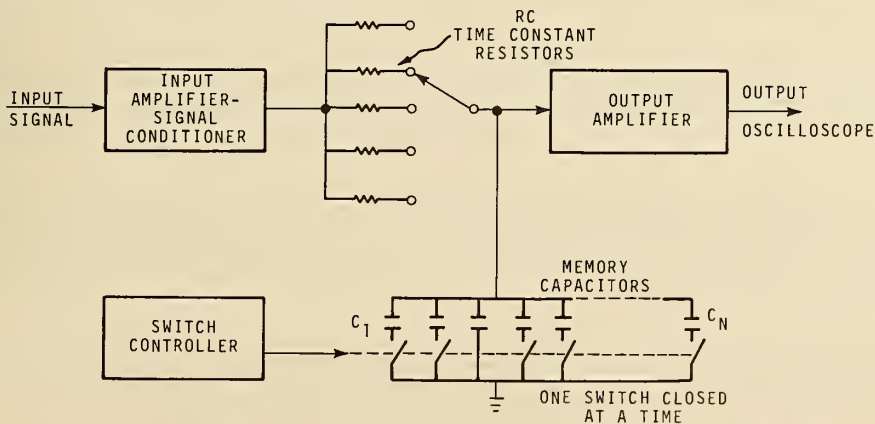 RC
TIME CONSTANT
RESISTORS
INPUT
SIGNAL
INPUT
AMPLIFIER-
SIGNAL
CONDITIONER
OUTPUT
AMPLIFIER
OUTPUT
OSCILLOSCOPE
MEMORY
CAPACITORS
SWITCH
CONTROLLER
C1
CN
ONE SWITCH CLOSED
AT A TIME